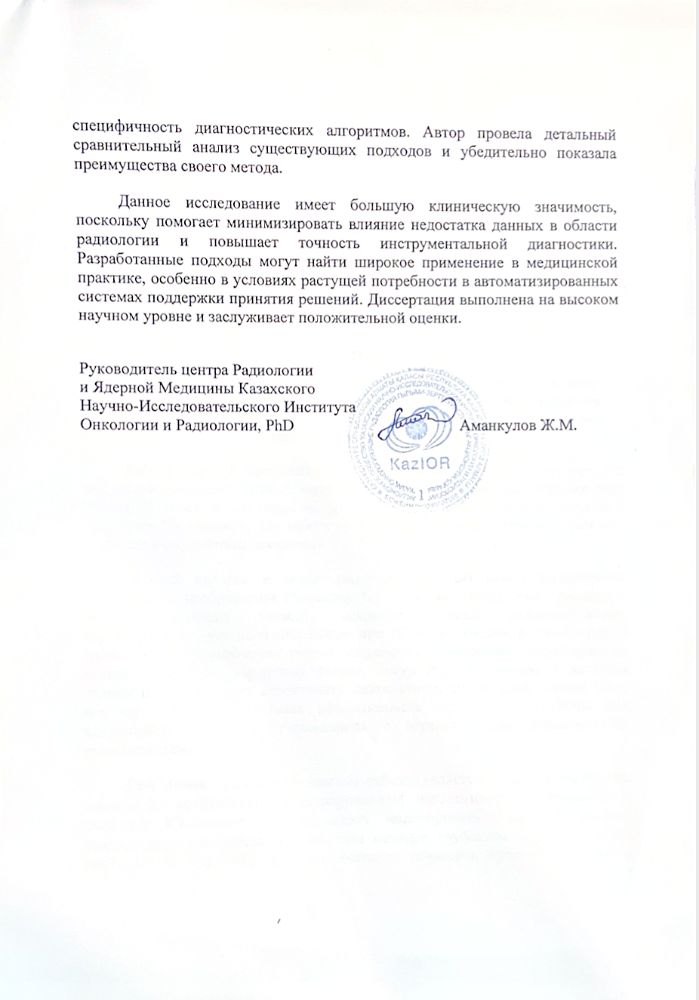 специфичность диагностических алгоритмов. Автор провела детальный
сравнительный анализ существующих подходов и убедительно показала
преимущества своего метода.
Данное исследование имеет большую клиническую значимость,
поскольку помогает минимизировать влияние недостатка данных в области
радиологии и повышает точность инструментальной диагностики.
Разработанные подходы могут найти широкое применение в медицинской
практике, особенно в условиях растущей потребности в автоматизированных
системах поддержки принятия решений. Диссертация выполнена на высоком
научном уровне и заслуживает положительной оценки.
Руководитель центра Радиологии
и Ядерной Медицины Казахского
Научно-Исследовательского Института
Онкологии и Радиологии, PhD
Аманкулов Ж.М.
KazIOR
1